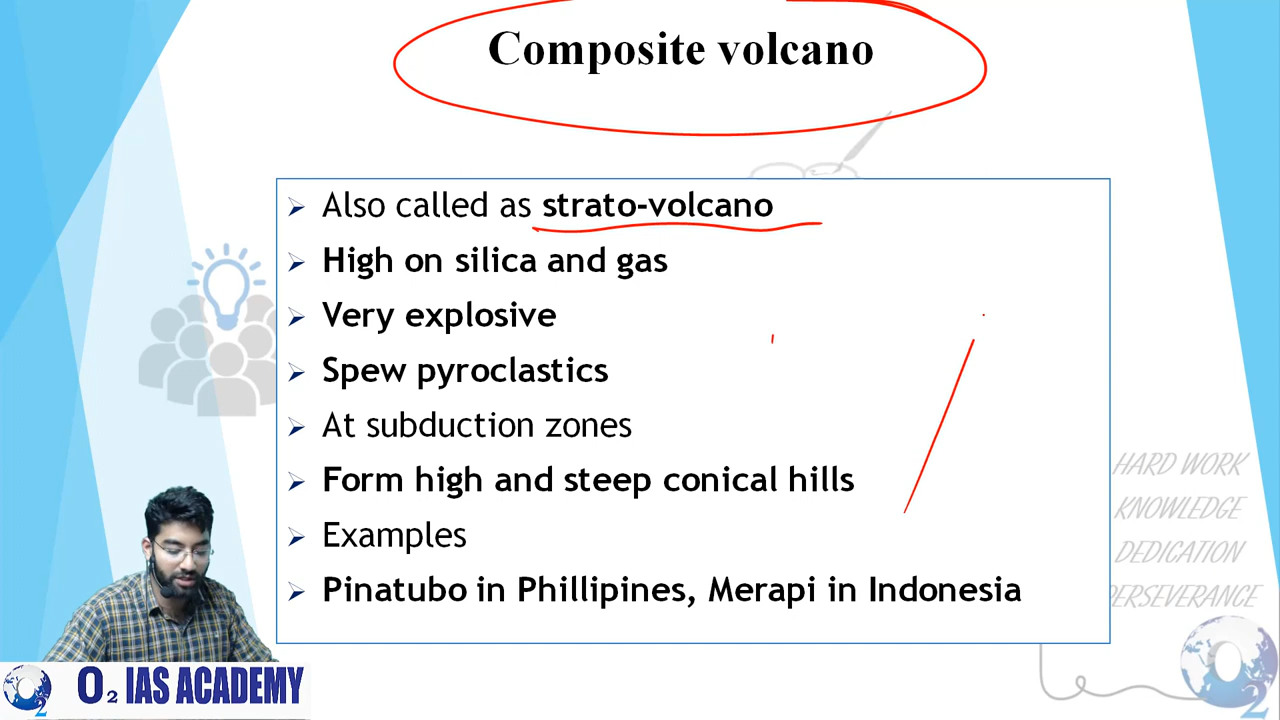 Composite volcano
Also called as strato-volcano
High on silica and gas
Very explosive
Spew pyroclastics
At subduction zones
Form high and steep conical hills
Examples
Pinatubo in Phillipines, Merapi in Indonesia
HARD WORK
KNOWLEDGE
DEDICATION
PERSEVERANCE
O2 IAS ACADEMY
2